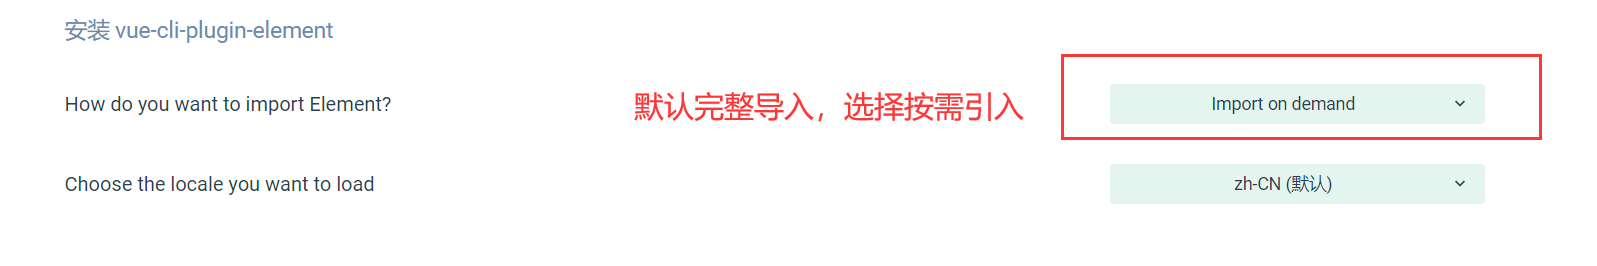 安装 vue-cli-plugin-element
How do you want to import Element?
默认完整导入，选择按需引入
Import on demand
Choose the locale you want to load
zh-CN (默认)